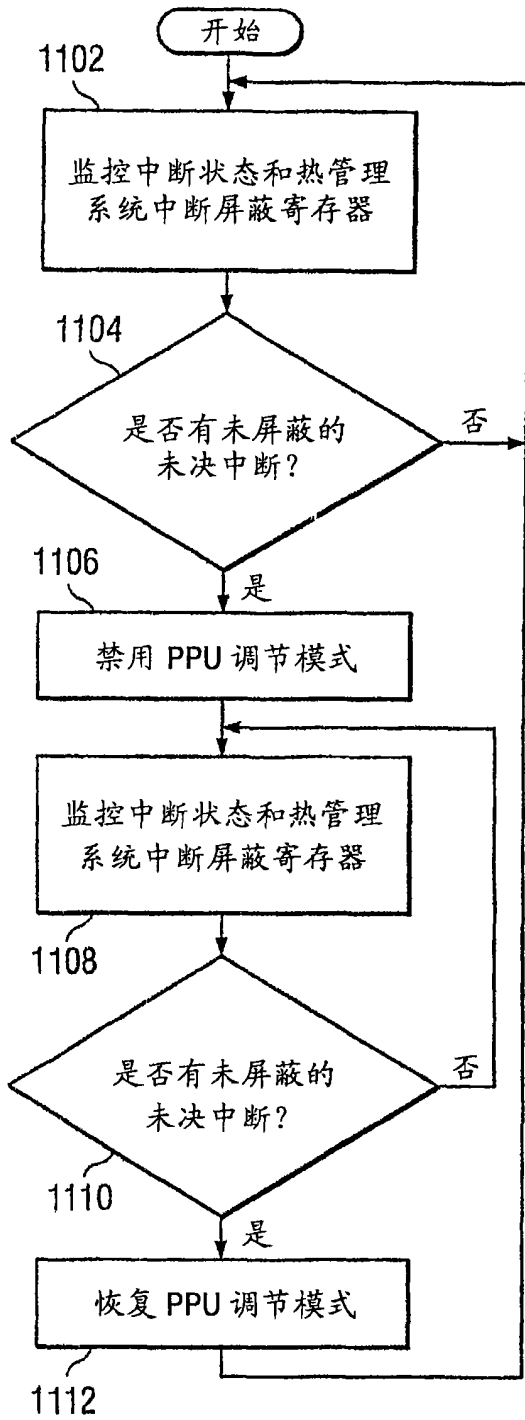 开始
1102
监控中断状态和热管理
系统中断屏蔽寄存器
1104
是否有未屏蔽的
未决中断?
否
是
1106
禁用 PPU 调节模式
监控中断状态和热管理
系统中断屏蔽寄存器
1108
是否有未屏蔽的
未决中断?
否
1110
是
恢复 PPU 调节模式
1112